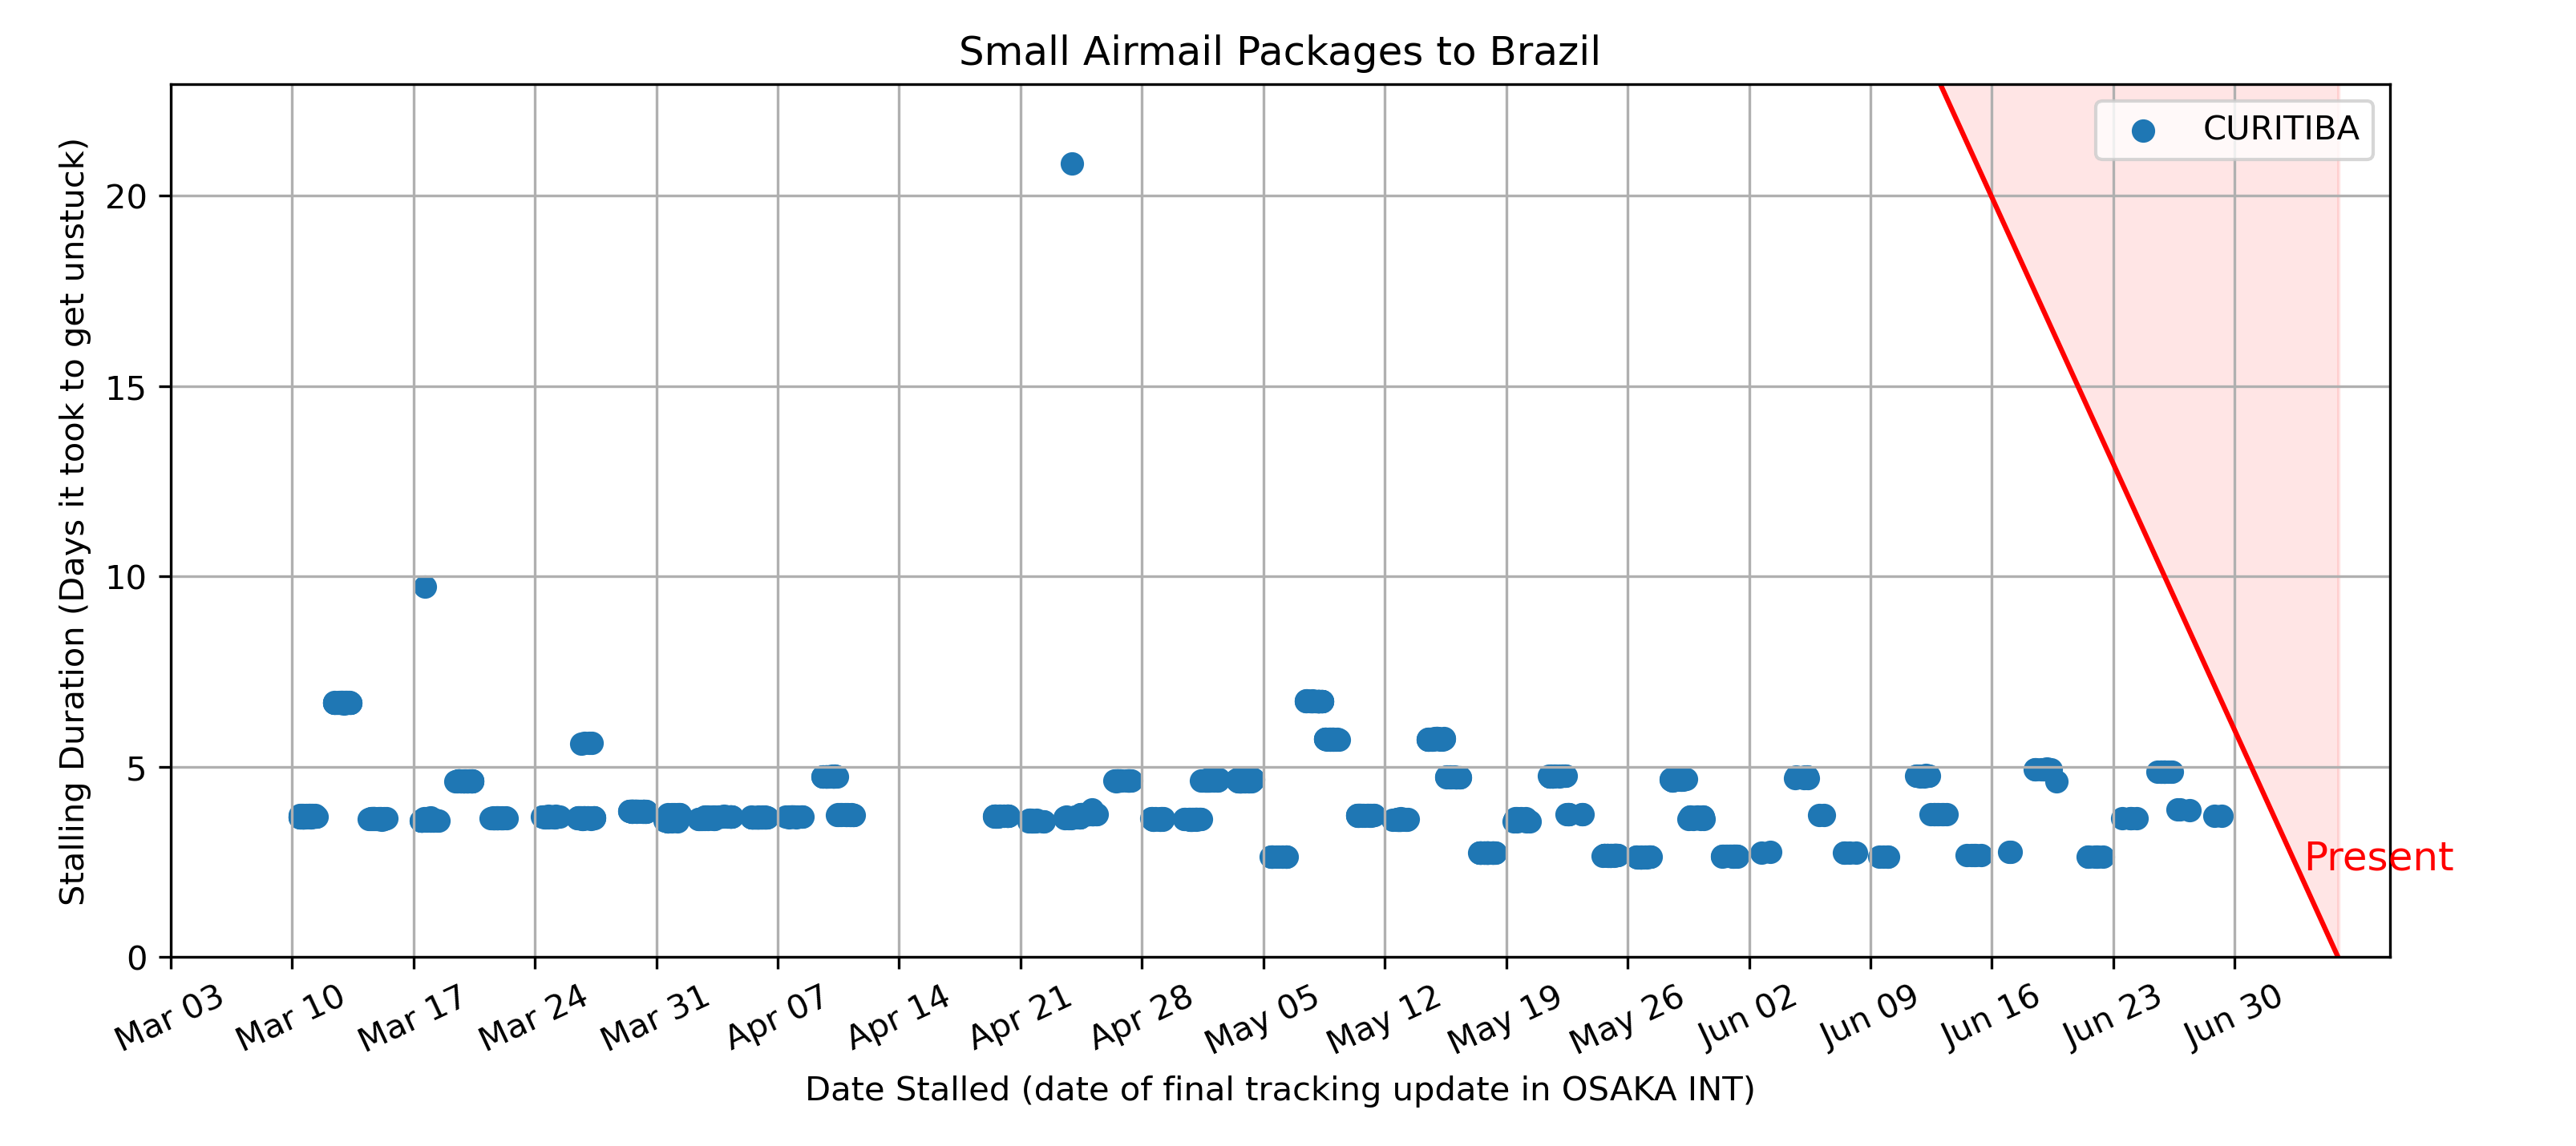 Small Airmail Packages to Brazil
CURITIBA
Stalling Duration (Days it took to get unstuck)
20
15
10
5
0
Present
Mar 03
Mar 10
Mar 17
Mar 24
Mar 31
Apr 07
Apr 14
Apr 21
Apr 28
May 05
May 12
May 19
May 26
Jun 02
Jun 09
Jun 16
Jun 23
Jun 30
Date Stalled (date of final tracking update in OSAKA INT)